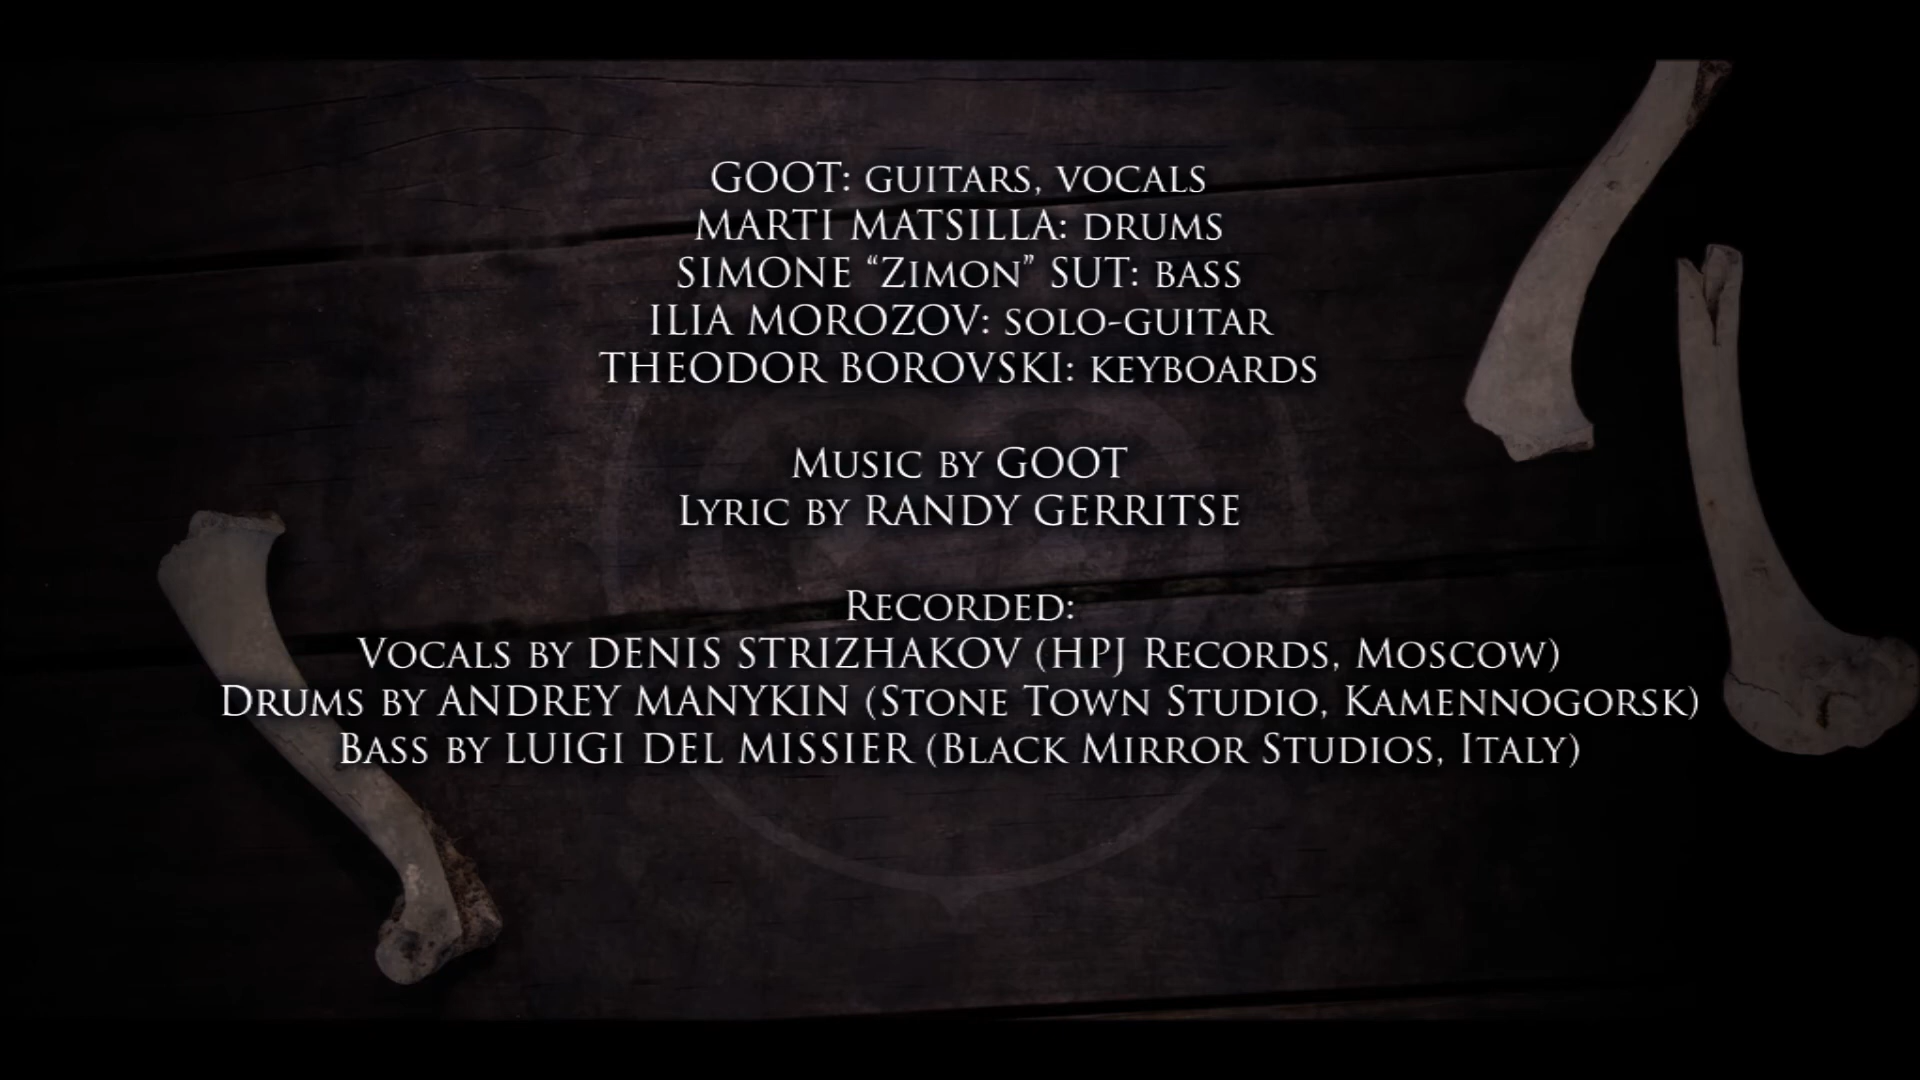 GOOT: GUITARS, VOCALS
MARTI MATSILLA: DRUMS
SIMONE “ZIMON” SUT: BASS
ILIA MOROZOV: SOLO-GUITAR
THEODOR BOROVSKI: KEYBOARDS
MUSIC BY GOOT
LYRIC BY RANDY GERRITSE
RECORDED:
VOCALS BY DENIS STRIZHAKOV (HPJ RECORDS, MOSCOW)
DRUMS BY ANDREY MANYKIN (STONE TOWN STUDIO, KAMENNOGORSK)
BASS BY LUIGI DEL MISSIER (BLACK MIRROR STUDIOS, ITALY)